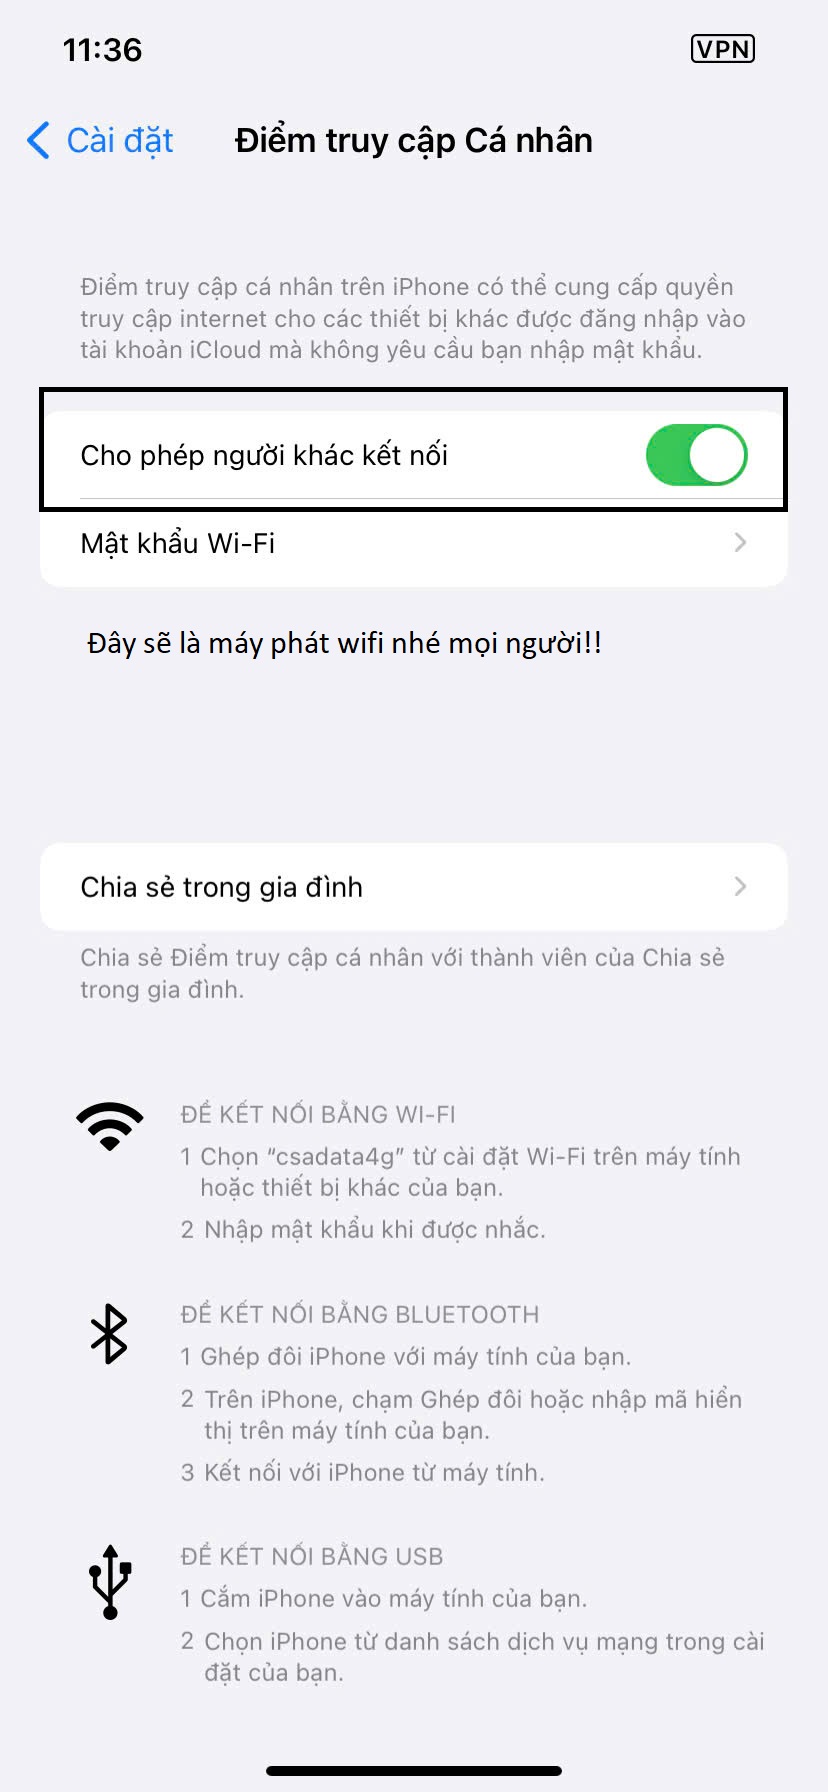 11:36
VPN
Cài đặt
Điểm truy cập Cá nhân
Điểm truy cập cá nhân trên iPhone có thể cung cấp quyền
truy cập internet cho các thiết bị khác được đăng nhập vào
tài khoản iCloud mà không yêu cầu bạn nhập mật khẩu.
Cho phép người khác kết nối
Mật khẩu Wi-Fi
Đây sẽ là máy phát wifi nhé mọi người!!
Chia sẻ trong gia đình
Chia sẻ Điểm truy cập cá nhân với thành viên của Chia sẻ
trong gia đình.
ĐỂ KẾT NỐI BẰNG WI-FI
1 Chọn “csadata4g” từ cài đặt Wi-Fi trên máy tính
hoặc thiết bị khác của bạn.
2 Nhập mật khẩu khi được nhắc.
ĐỂ KẾT NỐI BẰNG BLUETOOTH
1 Ghép đôi iPhone với máy tính của bạn.
2 Trên iPhone, chạm Ghép đôi hoặc nhập mã hiển
thị trên máy tính của bạn.
3 Kết nối với iPhone từ máy tính.
ĐỂ KẾT NỐI BẰNG USB
1 Cắm iPhone vào máy tính của bạn.
2 Chọn iPhone từ danh sách dịch vụ mạng trong cài
đặt của bạn.